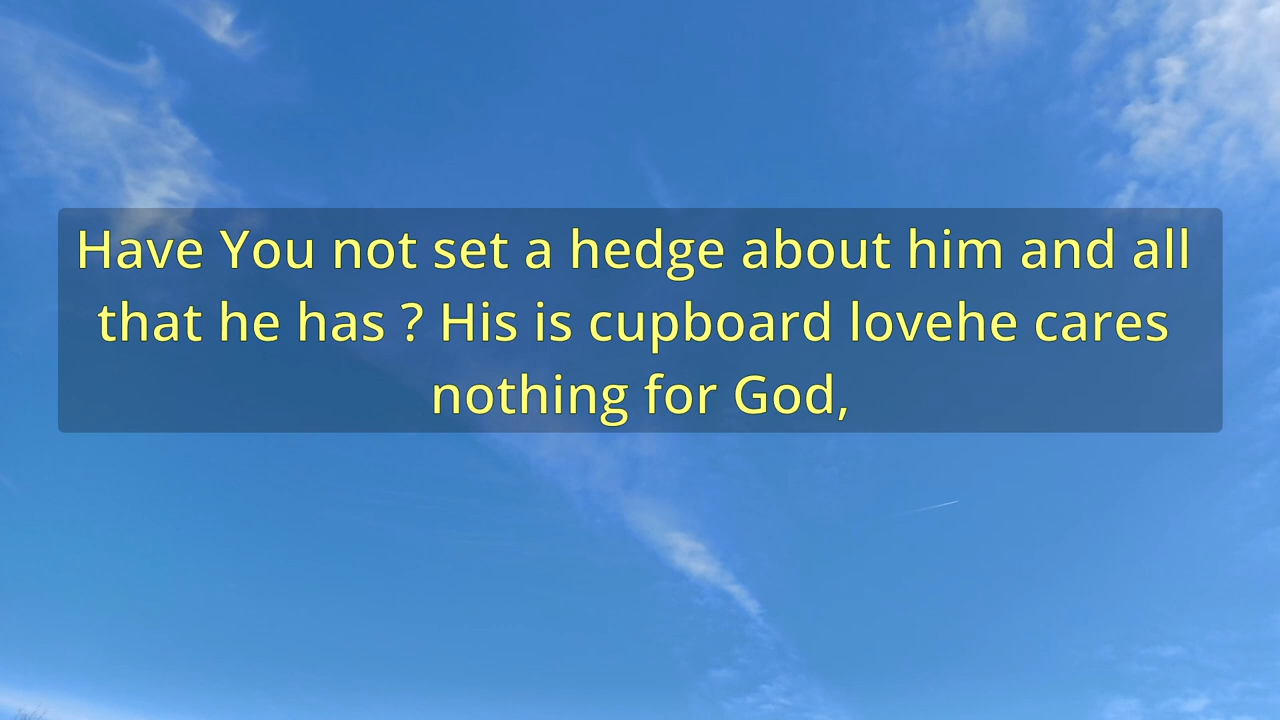 Have You not set a hedge about him and all
that he has ? His is cupboard lovehe cares
nothing for God,